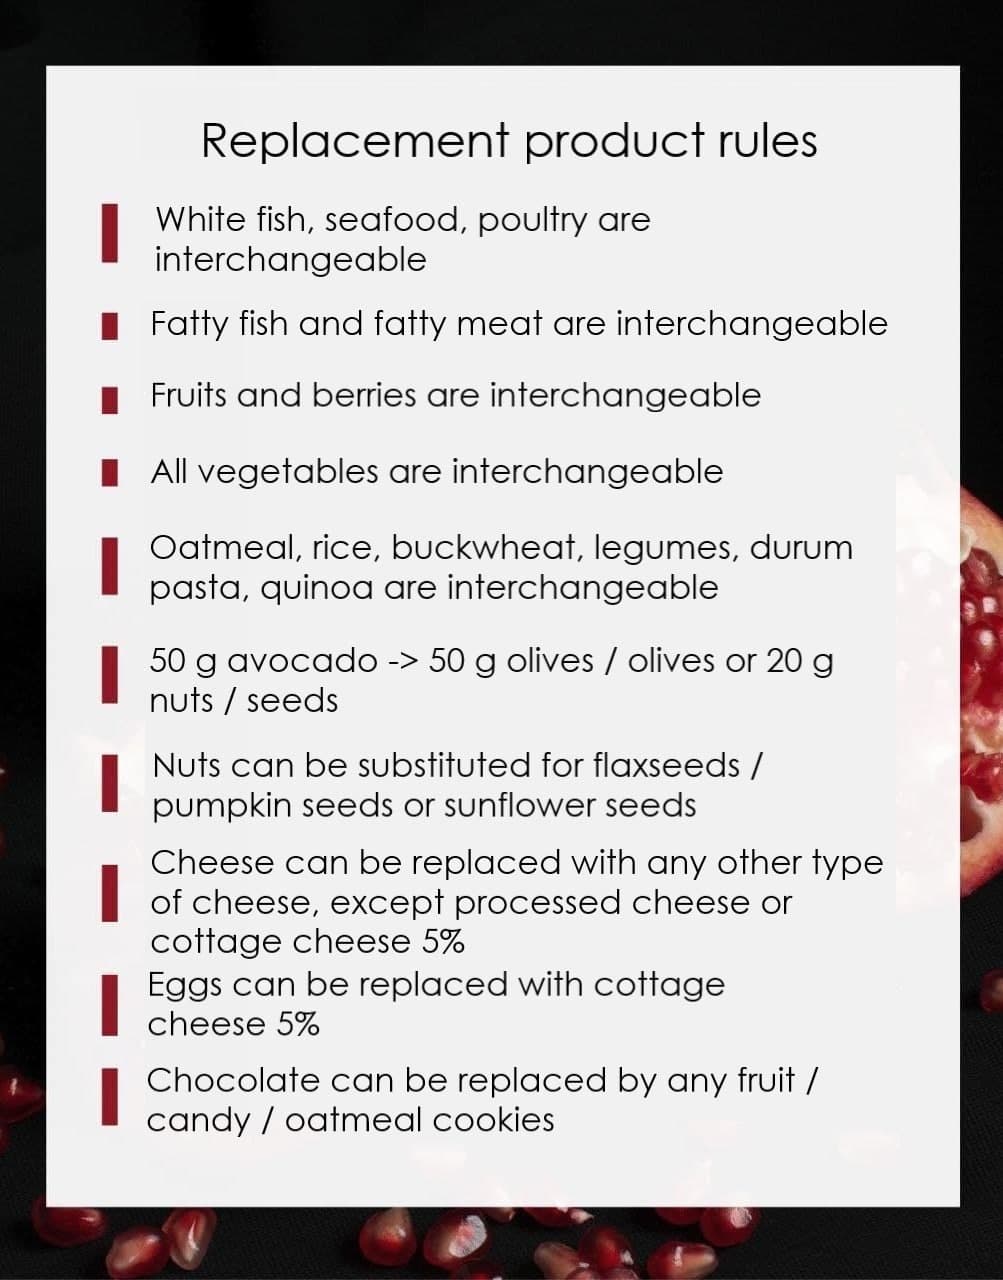 Replacement product rules
White fish, seafood, poultry are
interchangeable
Fatty fish and fatty meat are interchangeable
Fruits and berries are interchangeable
All vegetables are interchangeable
Oatmeal, rice, buckwheat, legumes, durum
pasta, quinoa are interchangeable
50 g avocado -> 50 g olives / olives or 20 g
nuts / seeds
Nuts can be substituted for flaxseeds /
pumpkin seeds or sunflower seeds
Cheese can be replaced with any other type
of cheese, except processed cheese or
cottage cheese 5%
Eggs can be replaced with cottage
cheese 5%
Chocolate can be replaced by any fruit /
candy / oatmeal cookies